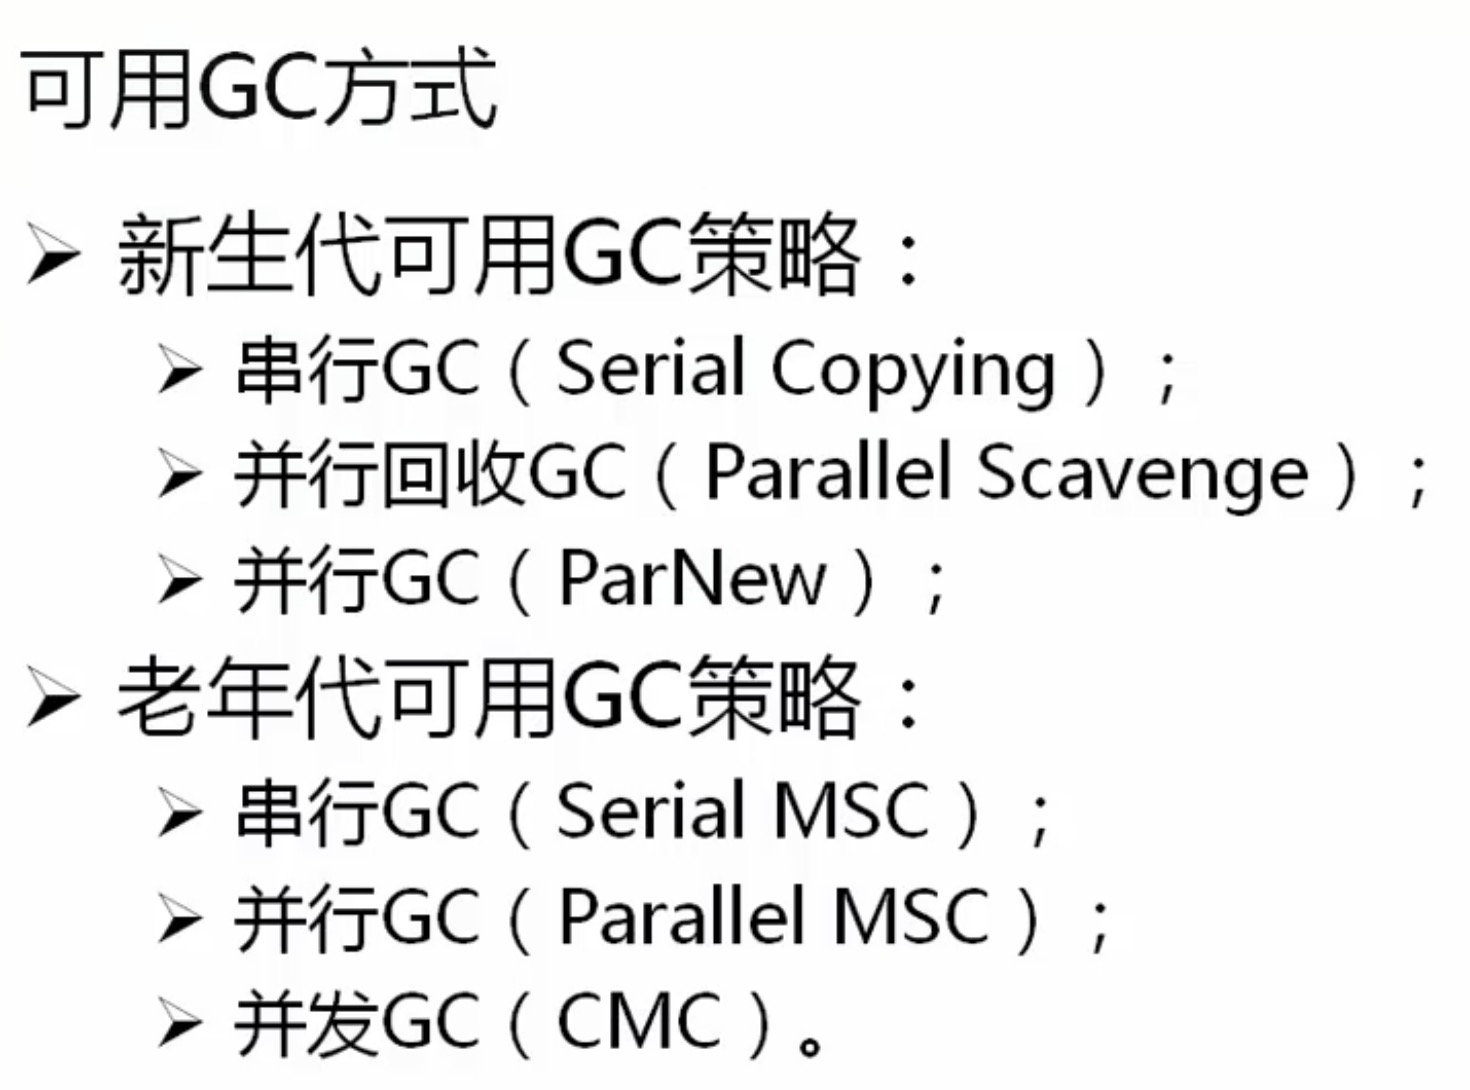 可用GC方式
新生代可用GC策略：
串行GC（Serial Copying）；
并行回收GC（Parallel Scavenge）；
并行GC（ParNew）；
老年代可用GC策略：
串行GC（Serial MSC）；
并行GC（Parallel MSC）；
并发GC（CMC）。